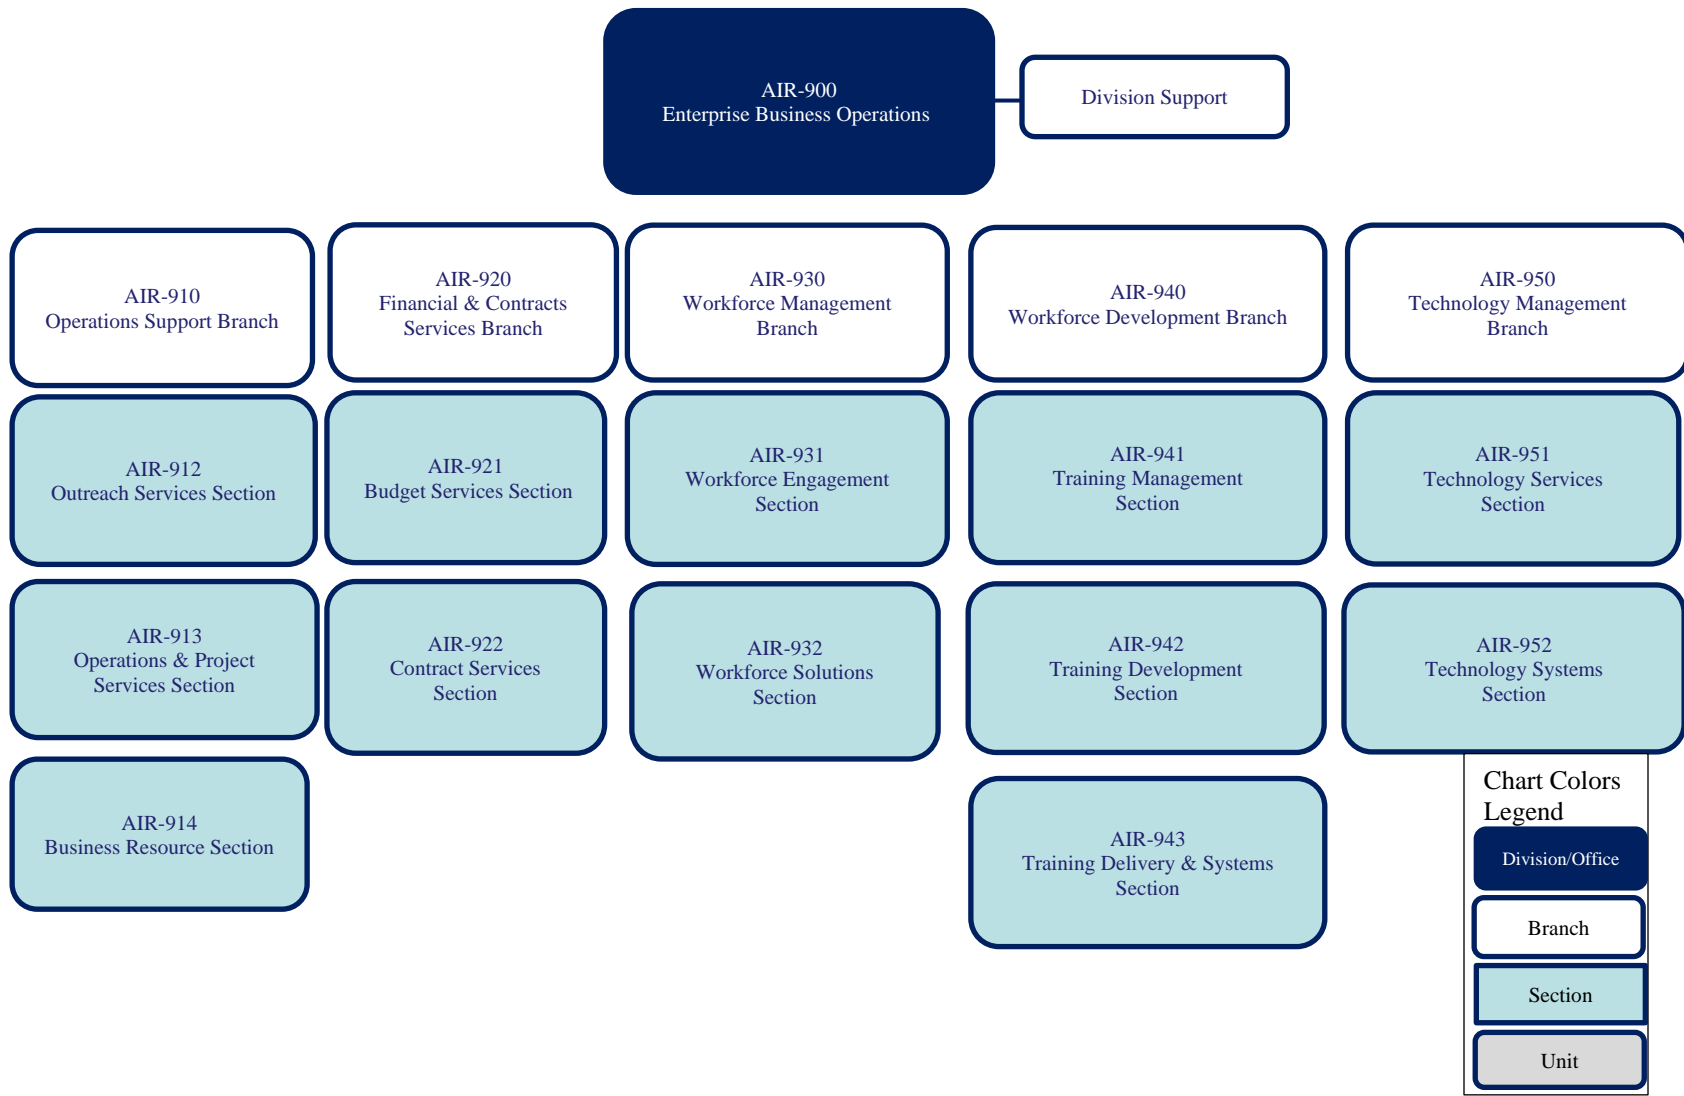 AIR-900
Enterprise Business Operations
Division Support
AIR-910
Operations Support Branch
AIR-920
Financial & Contracts
Services Branch
AIR-930
Workforce Management
Branch
AIR-940
Workforce Development Branch
AIR-950
Technology Management
Branch
AIR-912
Outreach Services Section
AIR-921
Budget Services Section
AIR-931
Workforce Engagement
Section
AIR-941
Training Management
Section
AIR-951
Technology Services
Section
AIR-913
Operations & Project
Services Section
AIR-922
Contract Services
Section
AIR-932
Workforce Solutions
Section
AIR-942
Training Development
Section
AIR-952
Technology Systems
Section
AIR-914
Business Resource Section
AIR-943
Training Delivery & Systems
Section
Chart Colors
Legend
Division/Office
Branch
Section
Unit